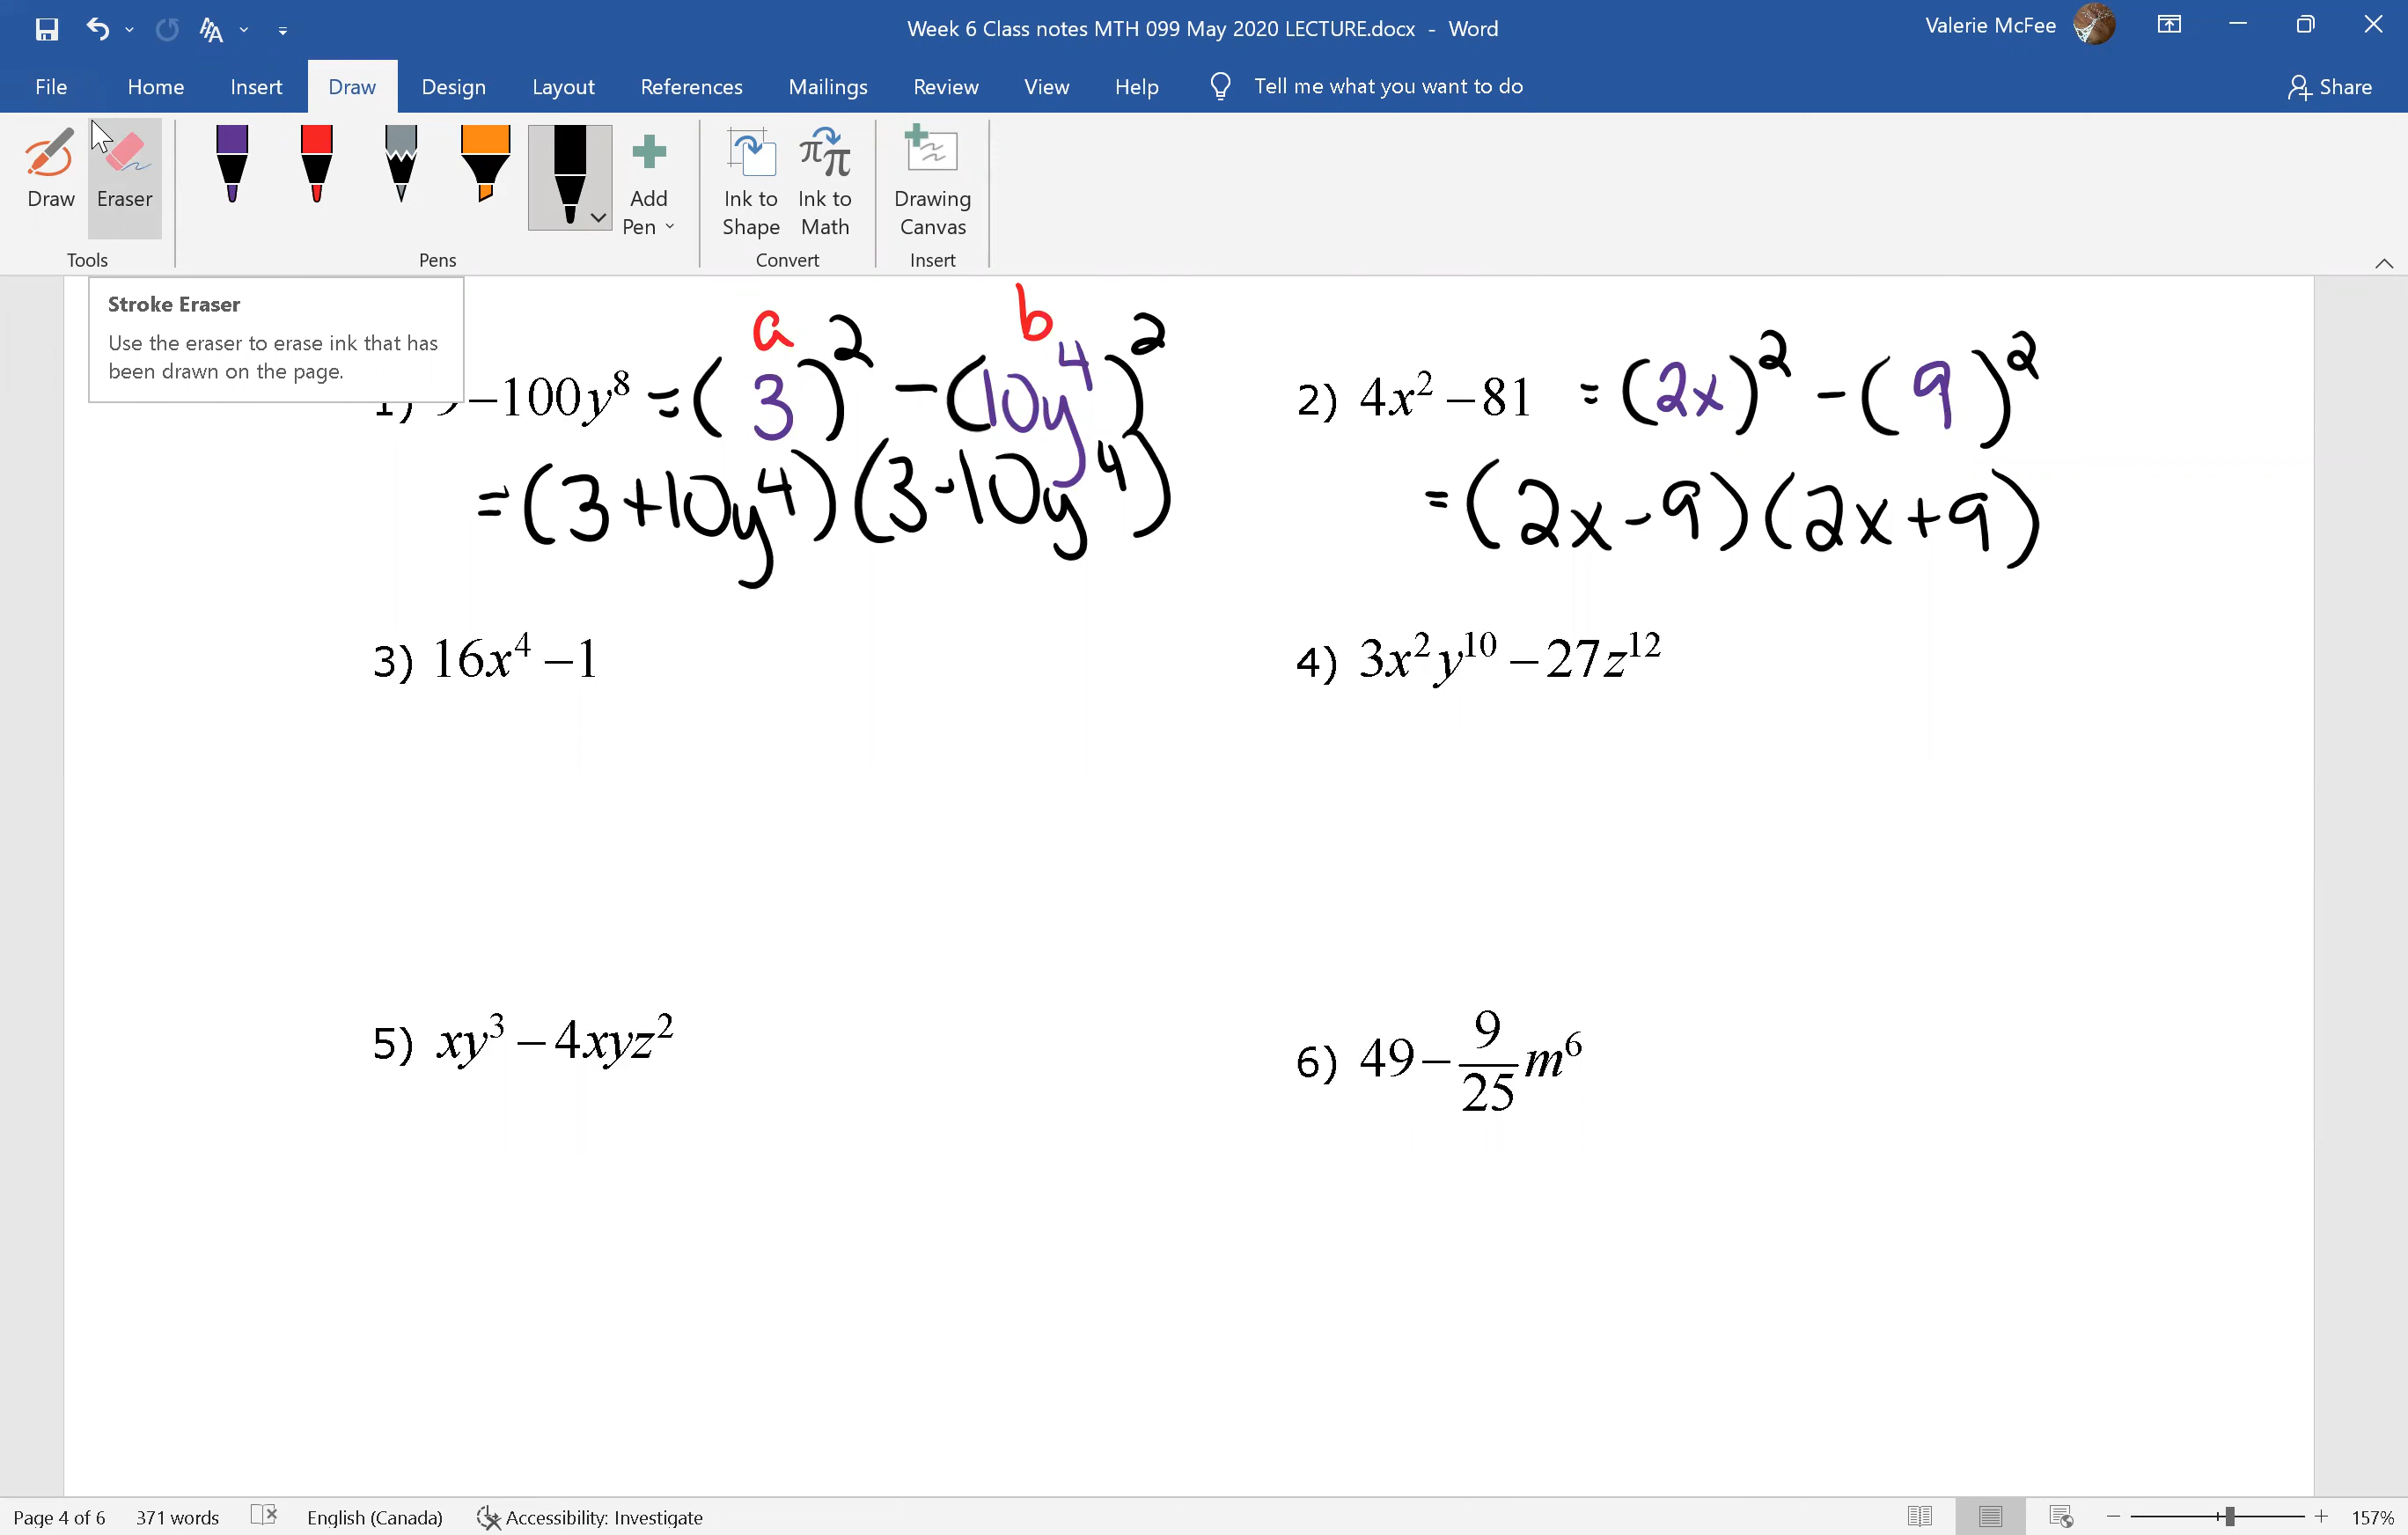 Week 6 Class notes MTH 099 May 2020 LECTURE.docx - Word
Valerie McFee
File Home Insert Draw Design Layout References Mailings Review View Help Tell me what you want to do Share
Draw Eraser Add Pen Ink to Shape Ink to Math Drawing Canvas
Tools Pens Convert Insert
Stroke Eraser
Use the eraser to erase ink that has
been drawn on the page.
a b
1) 9 − 100y⁸ = (3)² − (10y⁴)²
= (3 + 10y⁴)(3 - 10y⁴)
2) 4x² − 81 = (2x)² − (9)²
= (2x − 9)(2x + 9)
3) 16x⁴ − 1
4) 3x²y¹⁰ − 27z¹²
5) xy³ − 4xyz²
6) 49 − 9/25 m⁶
Page 4 of 6 371 words English (Canada) Accessibility: Investigate 157%